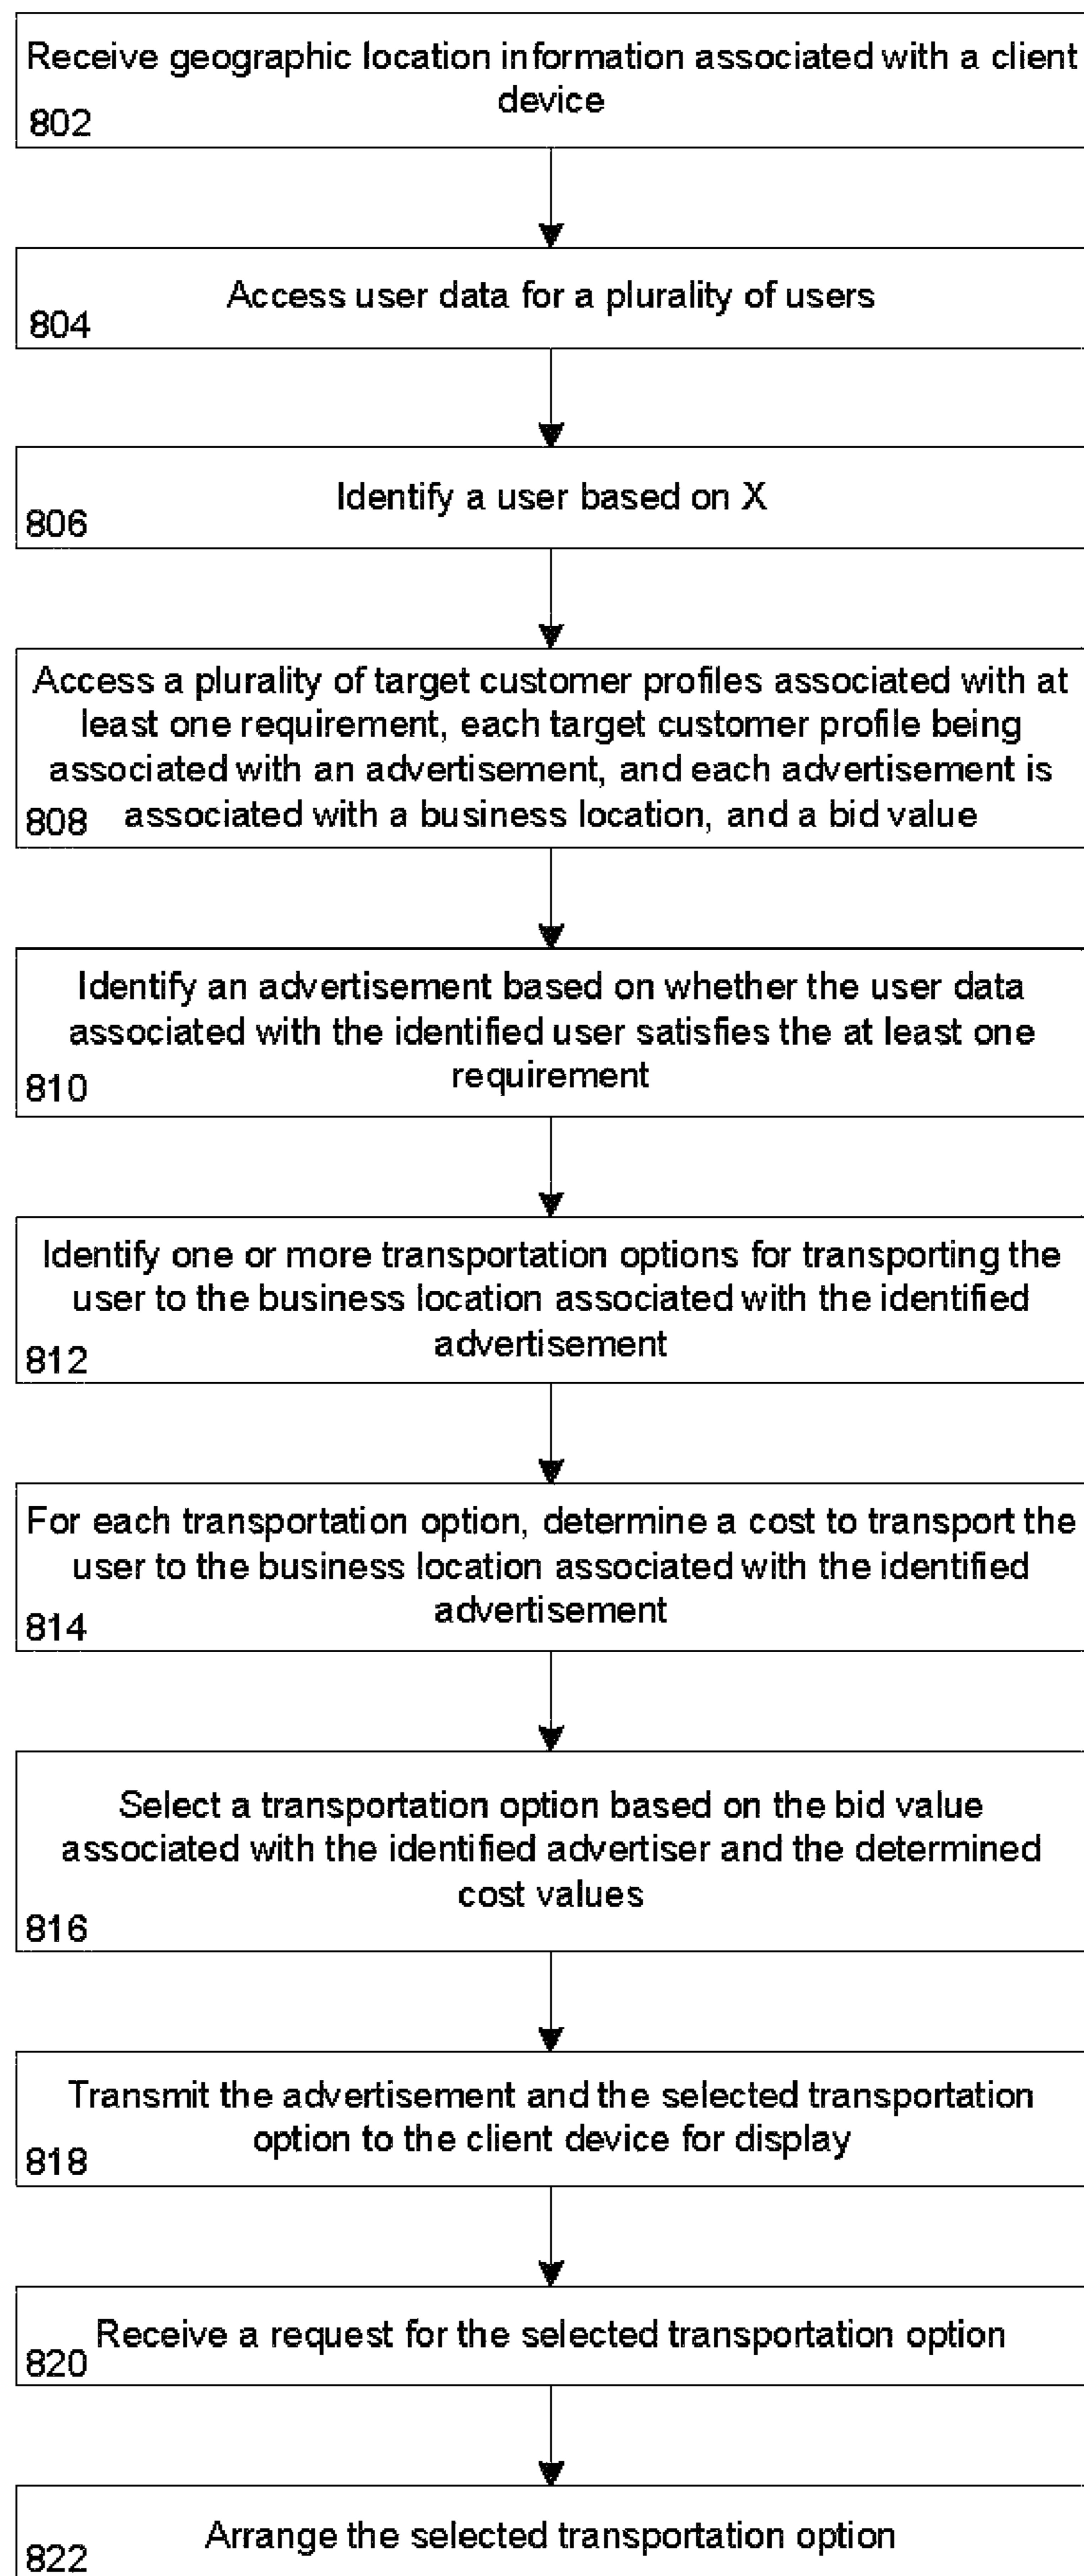 Receive geographic location information associated with a client
device
802
Access user data for a plurality of users
804
Identify a user based on X
806
Access a plurality of target customer profiles associated with at
least one requirement, each target customer profile being
associated with an advertisement, and each advertisement is
808 associated with a business location, and a bid value
Identify an advertisement based on whether the user data
associated with the identified user satisfies the at least one
requirement
810
Identify one or more transportation options for transporting the
user to the business location associated with the identified
advertisement
812
For each transportation option, determine a cost to transport the
user to the business location associated with the identified
advertisement
814
Select a transportation option based on the bid value
associated with the identified advertiser and the determined
cost values
816
Transmit the advertisement and the selected transportation
option to the client device for display
818
Receive a request for the selected transportation option
820
Arrange the selected transportation option
822